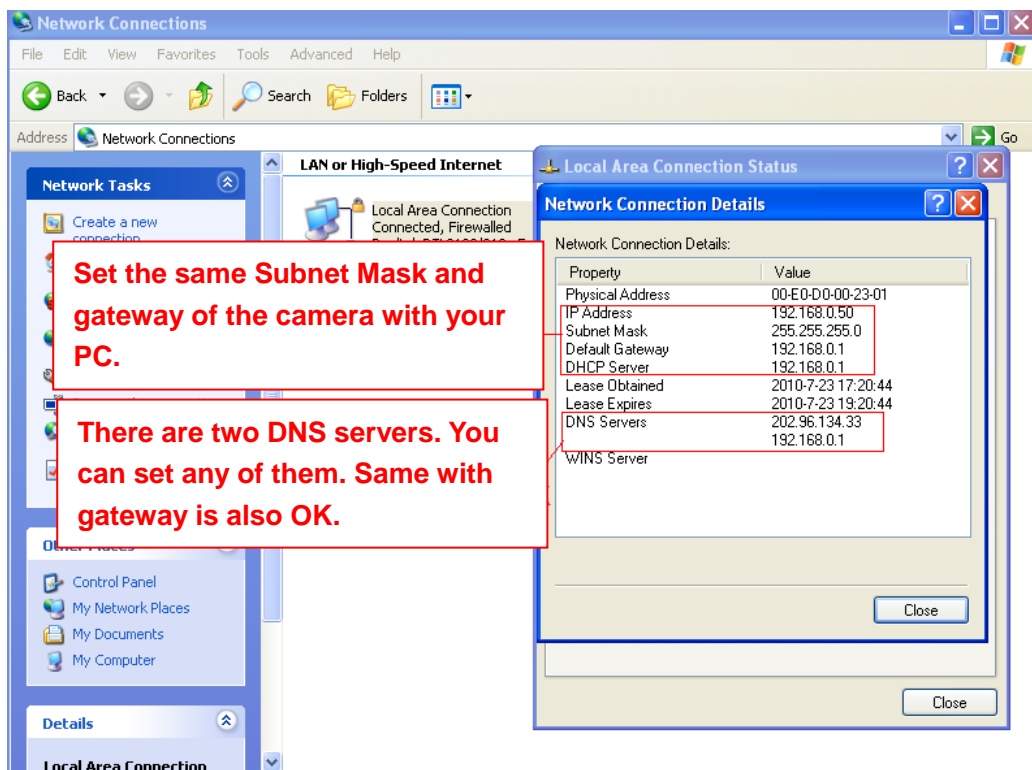 Network Connections
File Edit View Favorites Tools Advanced Help
Back Search Folders
Address Network Connections Go
Network Tasks
Create a new
connection
LAN or High-Speed Internet
Local Area Connection
Connected, Firewalled
Set the same Subnet Mask and
gateway of the camera with your
PC.
There are two DNS servers. You
can set any of them. Same with
gateway is also OK.
Other Places
Control Panel
My Network Places
My Documents
My Computer
Details
Local Area Connection
Local Area Connection Status
Network Connection Details
Network Connection Details:
Property Value
Physical Address 00-E0-D0-00-23-01
IP Address 192.168.0.50
Subnet Mask 255.255.255.0
Default Gateway 192.168.0.1
DHCP Server 192.168.0.1
Lease Obtained 2010-7-23 17:20:44
Lease Expires 2010-7-23 19:20:44
DNS Servers 202.96.134.33
192.168.0.1
WINS Server
Close
Close